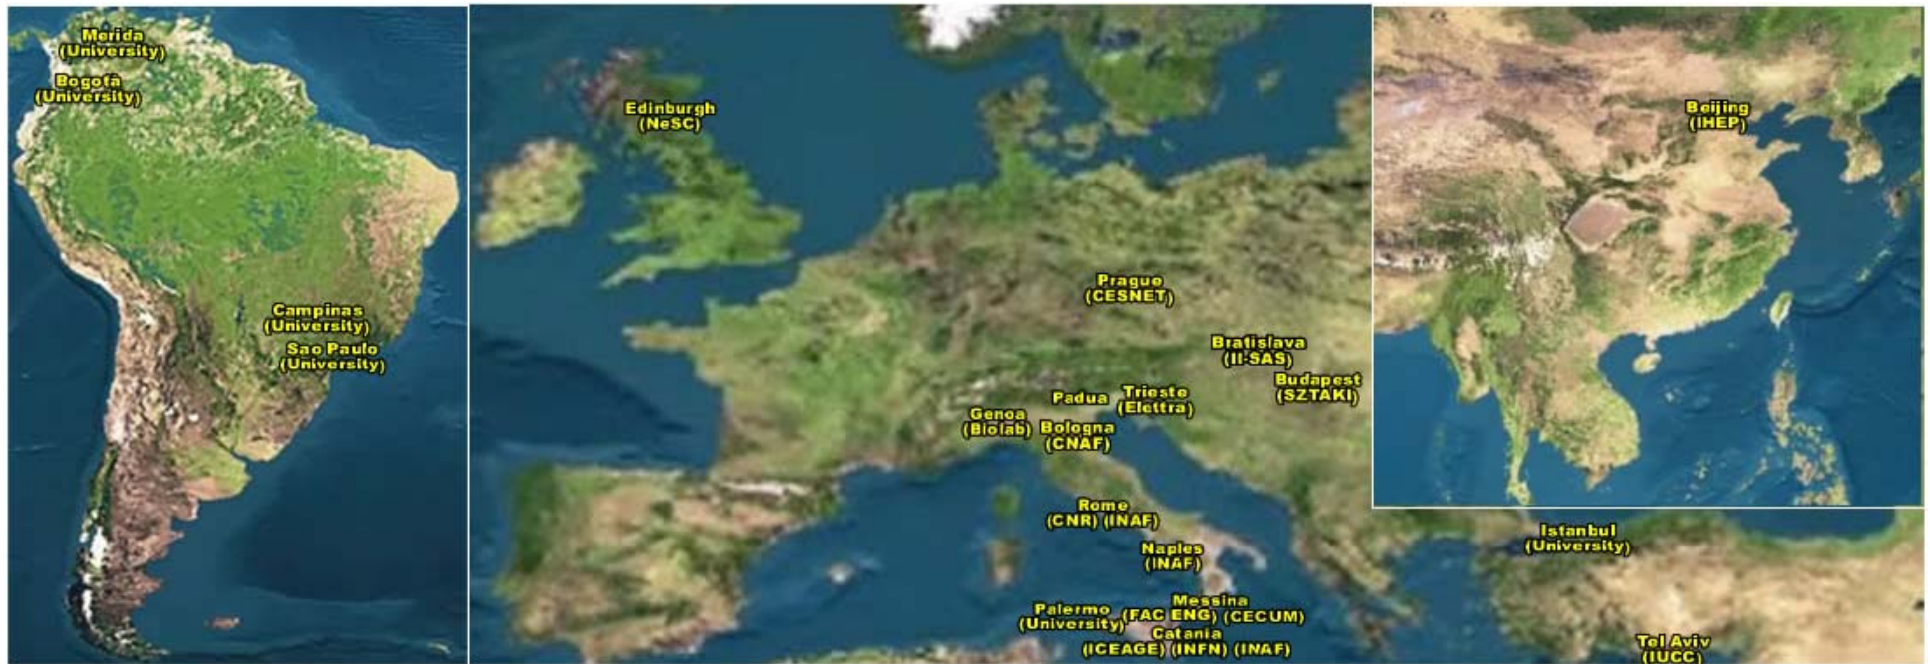 Merida
(University)
Bogotà
(University)
Campinas
(University)
Sao Paulo
(University)
Edinburgh
(NeSC)
Prague
(CESNET)
Bratislava
(II-SAS)
Budapest
(SZTAKI)
Padua
Trieste
(Elettra)
Genoa
(Biolab)
Bologna
(CNAF)
Rome
(CNR) (INAF)
Naples
(INAF)
Palermo
(University)
Messina
(FAC ENG) (CECUM)
Catania
(ICEAGE) (INFN) (INAF)
Beijing
(IHEP)
Istanbul
(University)
Tel Aviv
(IUCC)